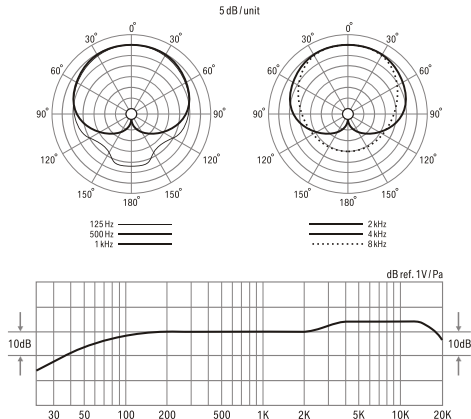 5 dB / unit
0° 0°
30° 30° 30° 30°
60° 60° 60° 60°
90° 90° 90° 90°
120° 120° 120° 120°
150° 150° 150° 150°
180° 180°
125 Hz
500 Hz
1 kHz
2 kHz
4 kHz
8 kHz
dB ref. 1V / Pa
10dB 10dB
30 50 100 200 500 1K 2K 5K 10K 20K